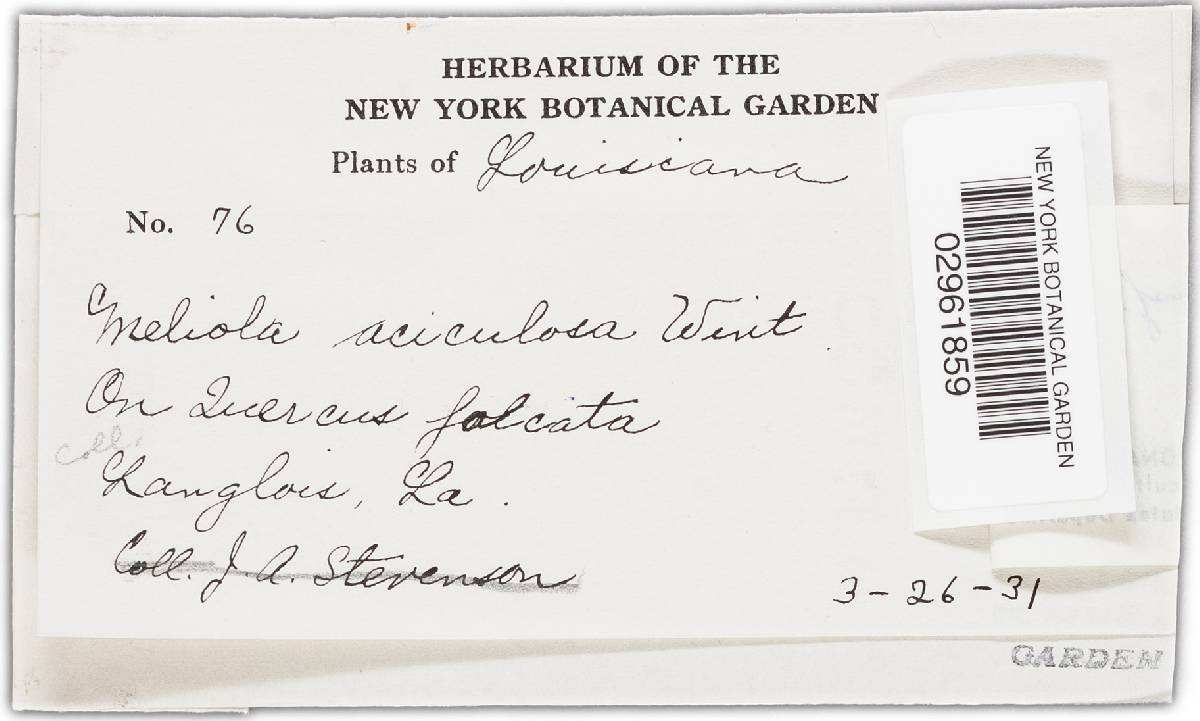 HERBARIUM OF THE
NEW YORK BOTANICAL GARDEN
Plants of Louisiana
No. 76
Meliola aciculosa Wint.
On Quercus falcata
coll:
Langlois, La.
Coll. J. A. Stevenson
3-26-31
NEW YORK BOTANICAL GARDEN
02961859
GARDEN